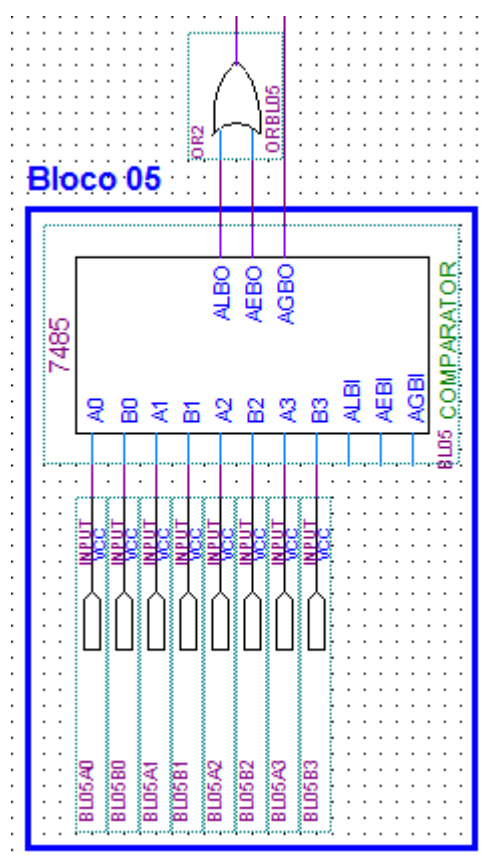 OR2
ORBL05
Bloco 05
7485
ALBO
AEBO
AGBO
A0
B0
A1
B1
A2
B2
A3
B3
ALBI
AEBI
AGBI
BL05
COMPARATOR
INPUT
VCC
INPUT
VCC
INPUT
VCC
INPUT
VCC
INPUT
VCC
INPUT
VCC
INPUT
VCC
INPUT
VCC
BL05A0
BL05B0
BL05A1
BL05B1
BL05A2
BL05B2
BL05A3
BL05B3